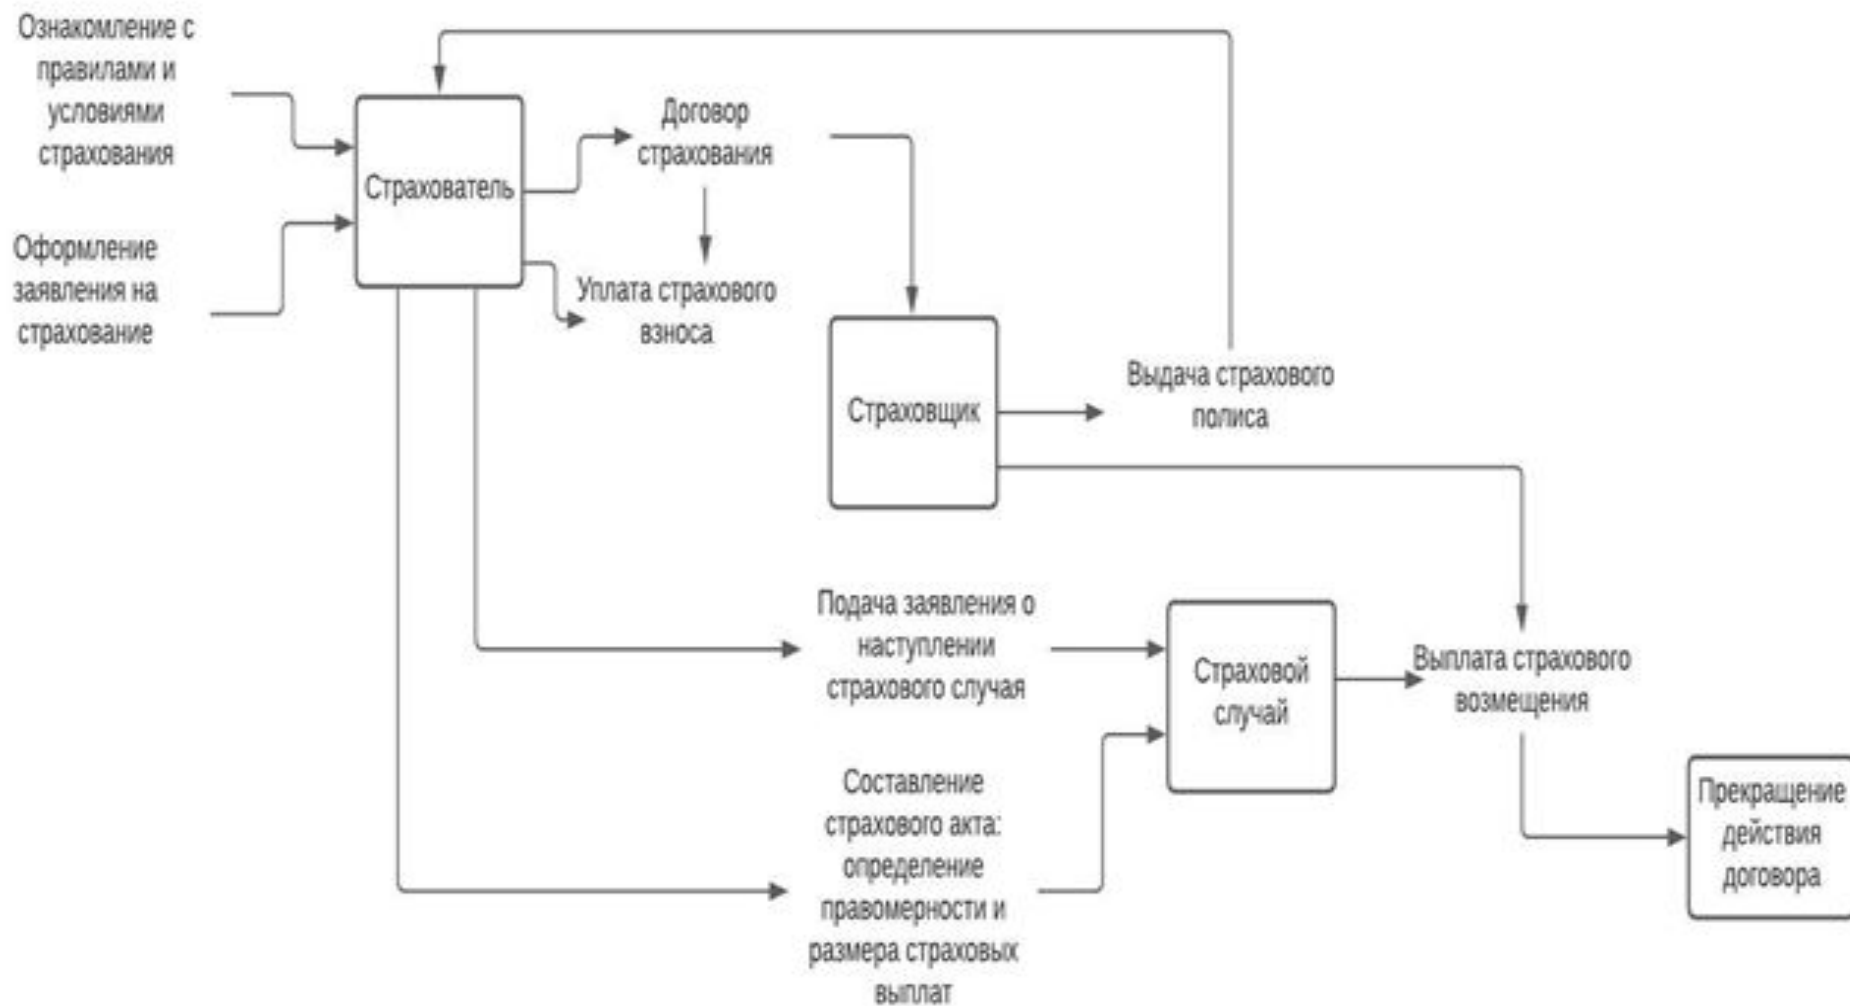 Ознакомление с
правилами и
условиями
страхования
Оформление
заявления на
страхование
Страхователь
Договор
страхования
Уплата страхового
взноса
Страховщик
Выдача страхового
полиса
Подача заявления о
наступлении
страхового случая
Составление
страхового акта:
определение
правомерности и
размера страховых
выплат
Страховой
случай
Выплата страхового
возмещения
Прекращение
действия
договора